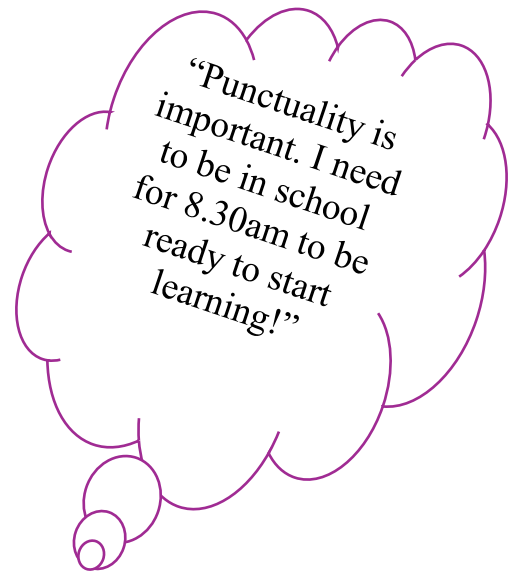 “Punctuality is
important. I need
to be in school
for 8.30am to be
ready to start
learning!”